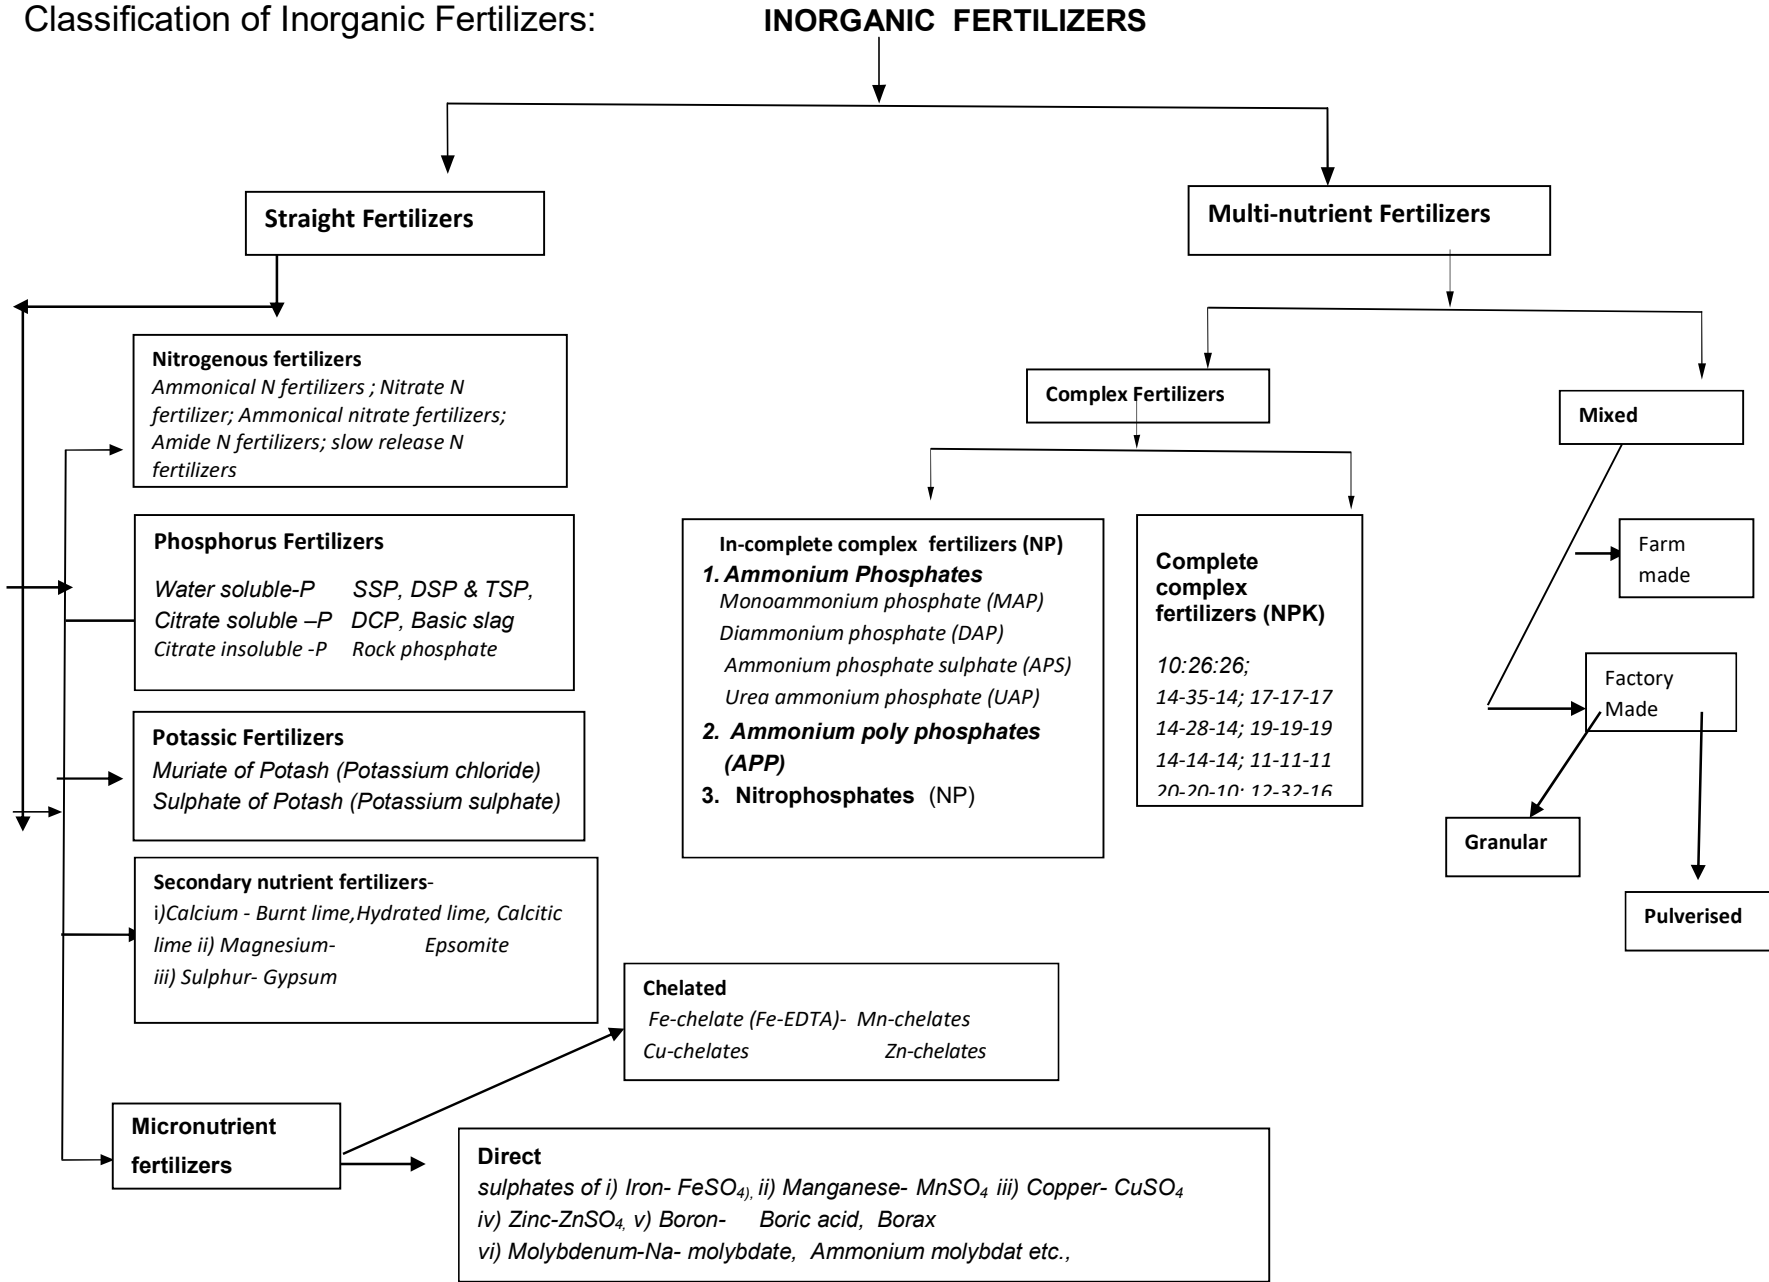 Classification of Inorganic Fertilizers:
INORGANIC FERTILIZERS
Straight Fertilizers
Multi-nutrient Fertilizers
Nitrogenous fertilizers
Ammonical N fertilizers ; Nitrate N
fertilizer; Ammonical nitrate fertilizers;
Amide N fertilizers; slow release N
fertilizers
Phosphorus Fertilizers
Water soluble-P SSP, DSP & TSP,
Citrate soluble –P DCP, Basic slag
Citrate insoluble -P Rock phosphate
Potassic Fertilizers
Muriate of Potash (Potassium chloride)
Sulphate of Potash (Potassium sulphate)
Secondary nutrient fertilizers-
i)Calcium - Burnt lime,Hydrated lime, Calcitic
lime ii) Magnesium- Epsomite
iii) Sulphur- Gypsum
Micronutrient
fertilizers
Chelated
Fe-chelate (Fe-EDTA)- Mn-chelates
Cu-chelates Zn-chelates
Direct
sulphates of i) Iron- FeSO₄), ii) Manganese- MnSO₄ iii) Copper- CuSO₄
iv) Zinc-ZnSO₄, v) Boron- Boric acid, Borax
vi) Molybdenum-Na- molybdate, Ammonium molybdat etc.,
Complex Fertilizers
In-complete complex fertilizers (NP)
1. Ammonium Phosphates
Monoammonium phosphate (MAP)
Diammonium phosphate (DAP)
Ammonium phosphate sulphate (APS)
Urea ammonium phosphate (UAP)
2. Ammonium poly phosphates
(APP)
3. Nitrophosphates (NP)
Complete
complex
fertilizers (NPK)
10:26:26;
14-35-14; 17-17-17
14-28-14; 19-19-19
14-14-14; 11-11-11
20-20-10; 12-32-16
Mixed
Farm
made
Factory
Made
Granular
Pulverised